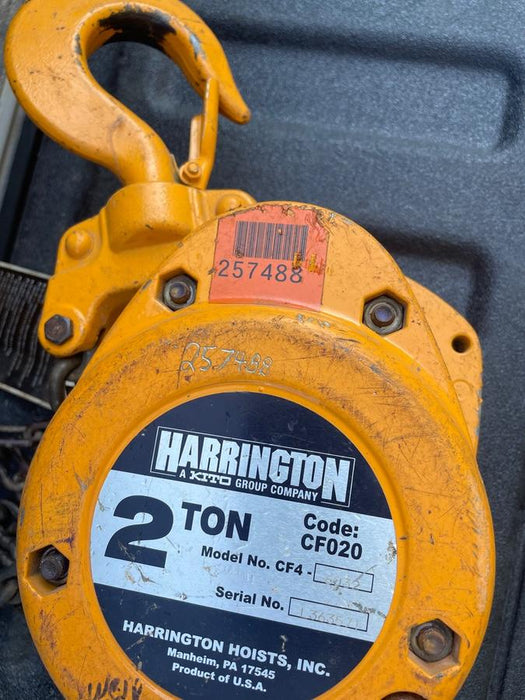 257488
257488
HARRINGTON
A KITO GROUP COMPANY
2 TON
Code:
CF020
Model No. CF4 -
Serial No.
HARRINGTON HOISTS, INC.
Manheim, PA 17545
Product of U.S.A.